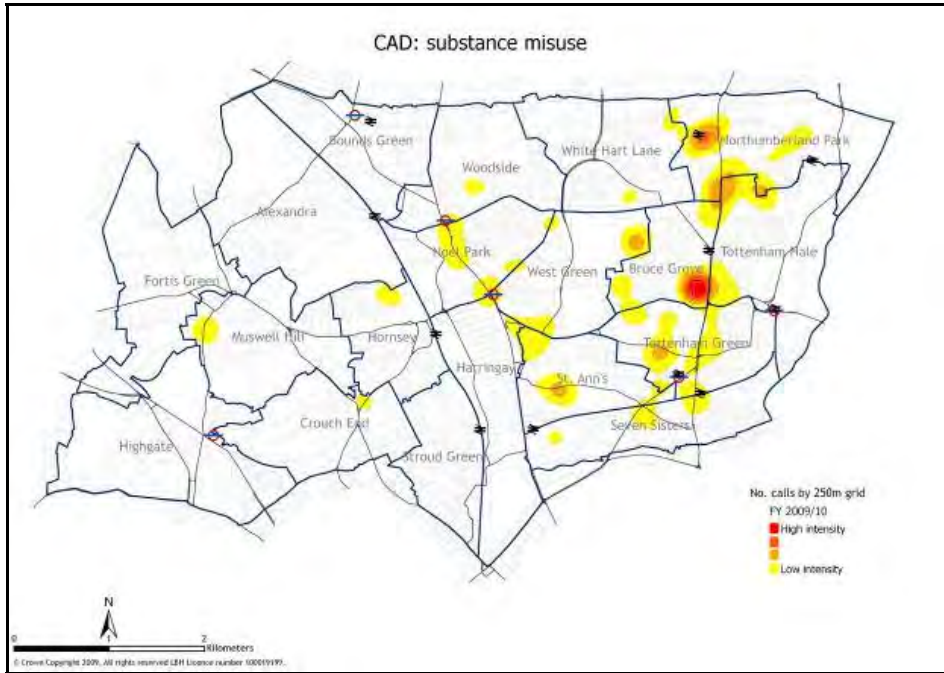 CAD: substance misuse
Bounds Green
Northumberland Park
White Hart Lane
Woodside
Alexandra
Noel Park
Tottenham Hale
Fortis Green
West Green
Bruce Grove
Muswell Hill
Hornsey
Harringay
Tottenham Green
St. Ann's
Crouch End
Seven Sisters
Highgate
Stroud Green
No. calls by 250m grid
FY 2009/10
High intensity
Low intensity
N
0 1 2
Kilometers
© Crown Copyright 2009. All rights reserved LBH Licence number 100019199.